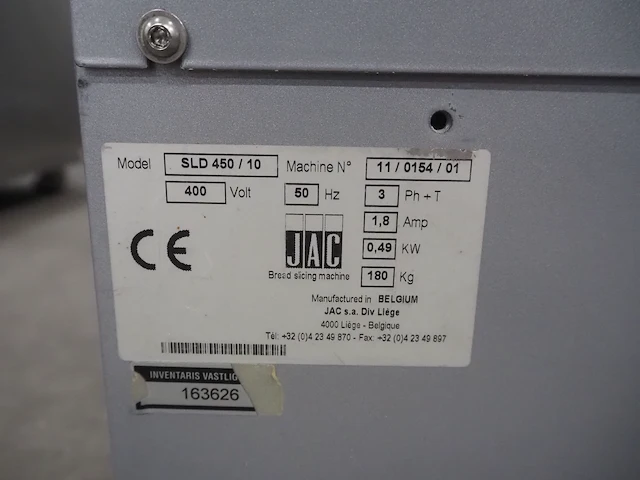 Model SLD 450 / 10 Machine N° 11 / 0154 / 01
400 Volt 50 Hz 3 Ph + T
1,8 Amp
0,49 KW
CE JAC
Bread slicing machine 180 Kg
Manufactured in BELGIUM
JAC s.a. Div Liège
4000 Liège - Belgique
Tél: +32 (0)4 23 49 870 - Fax: +32 (0)4 23 49 897
INVENTARIS VASTLIG
163626